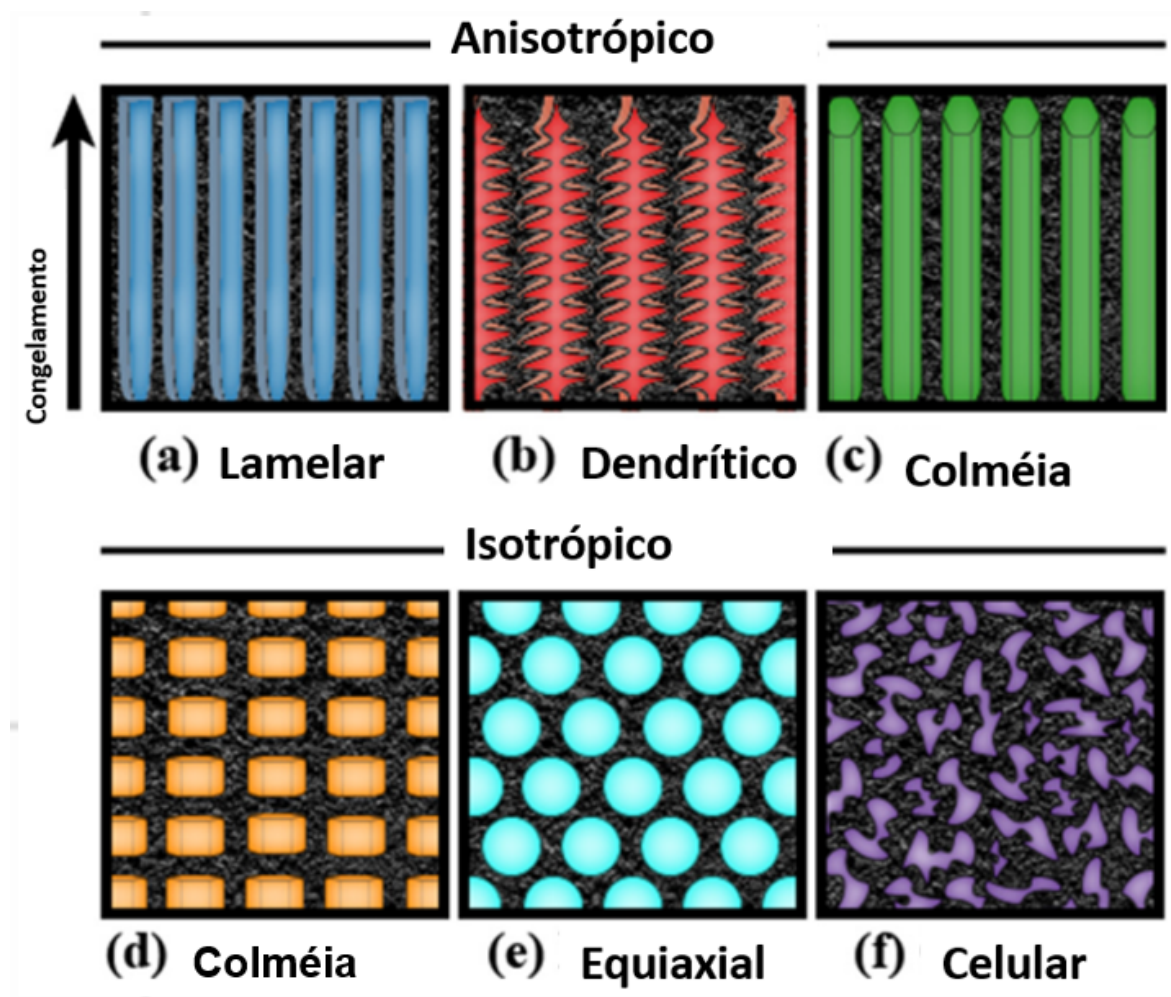 Anisotrópico
Congelamento
(a) Lamelar
(b) Dendrítico
(c) Colméia
Isotrópico
(d) Colméia
(e) Equiaxial
(f) Celular